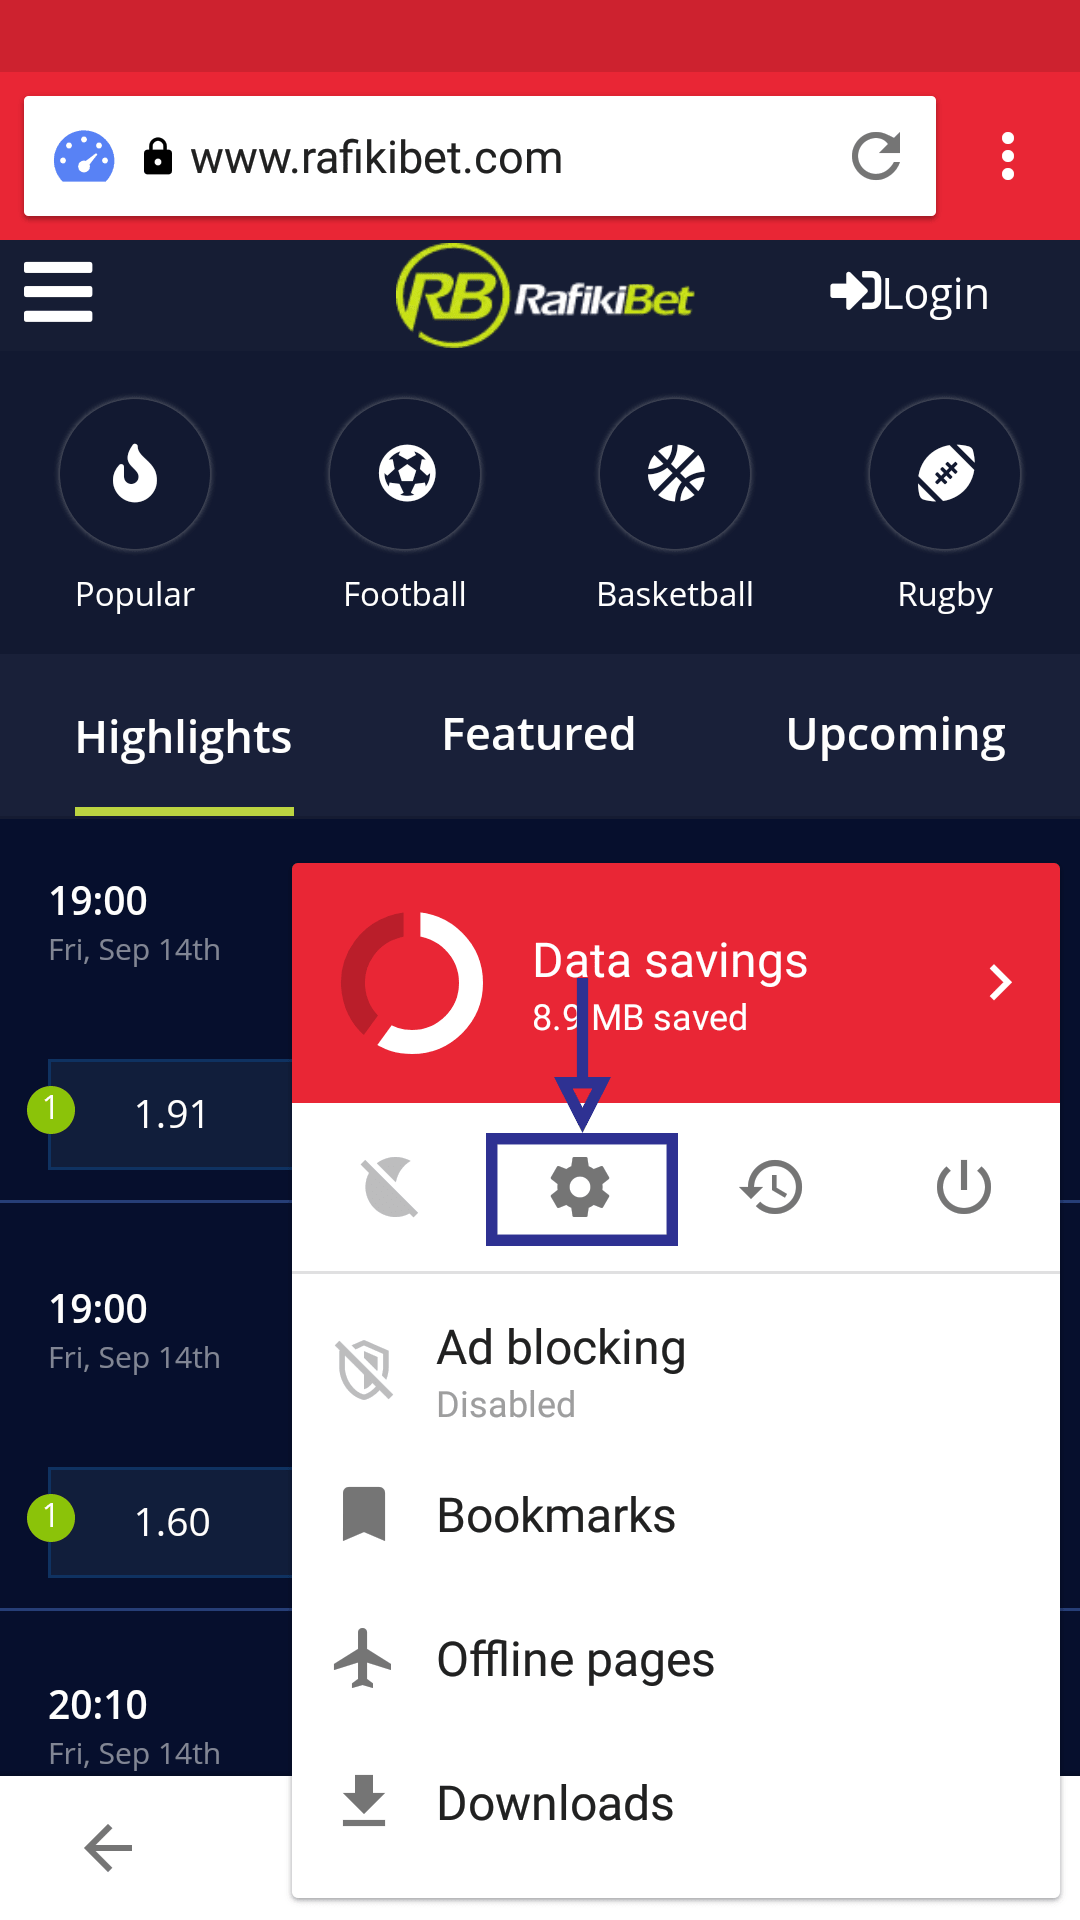 www.rafikibet.com
RB RafikiBet
Login
Popular Football Basketball Rugby
Highlights Featured Upcoming
19:00
Fri, Sep 14th
1 1.91
19:00
Fri, Sep 14th
1 1.60
20:10
Fri, Sep 14th
Data savings
8.9 MB saved
Ad blocking
Disabled
Bookmarks
Offline pages
Downloads